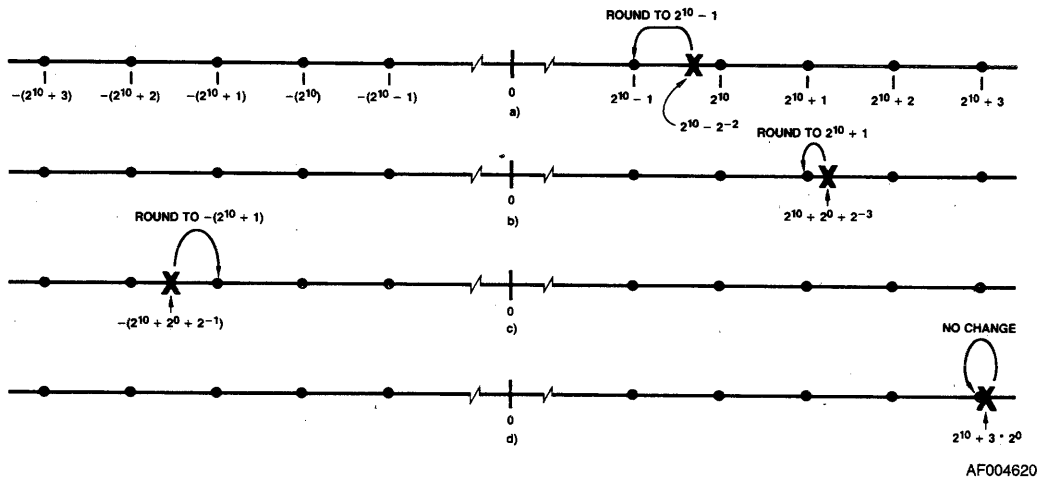 ROUND TO 2¹⁰ – 1
–(2¹⁰ + 3) –(2¹⁰ + 2) –(2¹⁰ + 1) –(2¹⁰) –(2¹⁰ – 1) 0 2¹⁰ – 1 2¹⁰ 2¹⁰ + 1 2¹⁰ + 2 2¹⁰ + 3
a)
2¹⁰ – 2⁻²
ROUND TO 2¹⁰ + 1
0
2¹⁰ + 2⁰ + 2⁻³
b)
ROUND TO –(2¹⁰ + 1)
0
–(2¹⁰ + 2⁰ + 2⁻¹)
c)
NO CHANGE
0
2¹⁰ + 3 * 2⁰
d)
AF004620